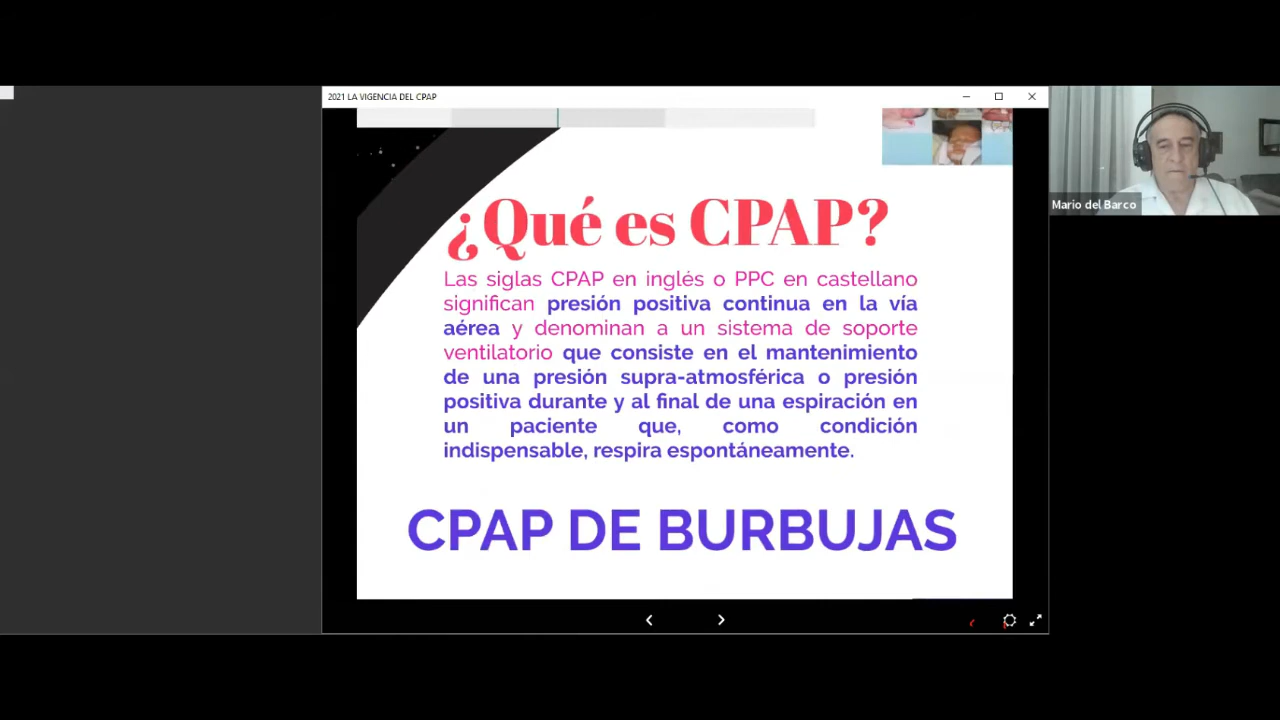 2021 LA VIGENCIA DEL CPAP
¿Qué es CPAP?
Las siglas CPAP en inglés o PPC en castellano
significan presión positiva continua en la vía
aérea y denominan a un sistema de soporte
ventilatorio que consiste en el mantenimiento
de una presión supra-atmosférica o presión
positiva durante y al final de una espiración en
un paciente que, como condición
indispensable, respira espontáneamente.
CPAP DE BURBUJAS
Mario del Barco